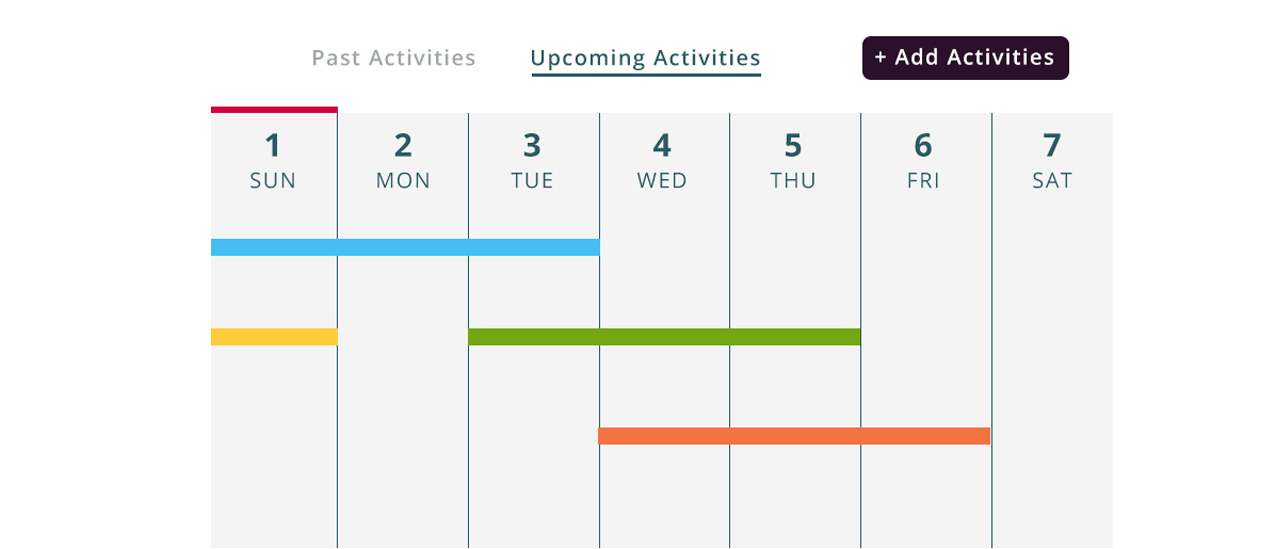 Past Activities Upcoming Activities + Add Activities
1 2 3 4 5 6 7
SUN MON TUE WED THU FRI SAT